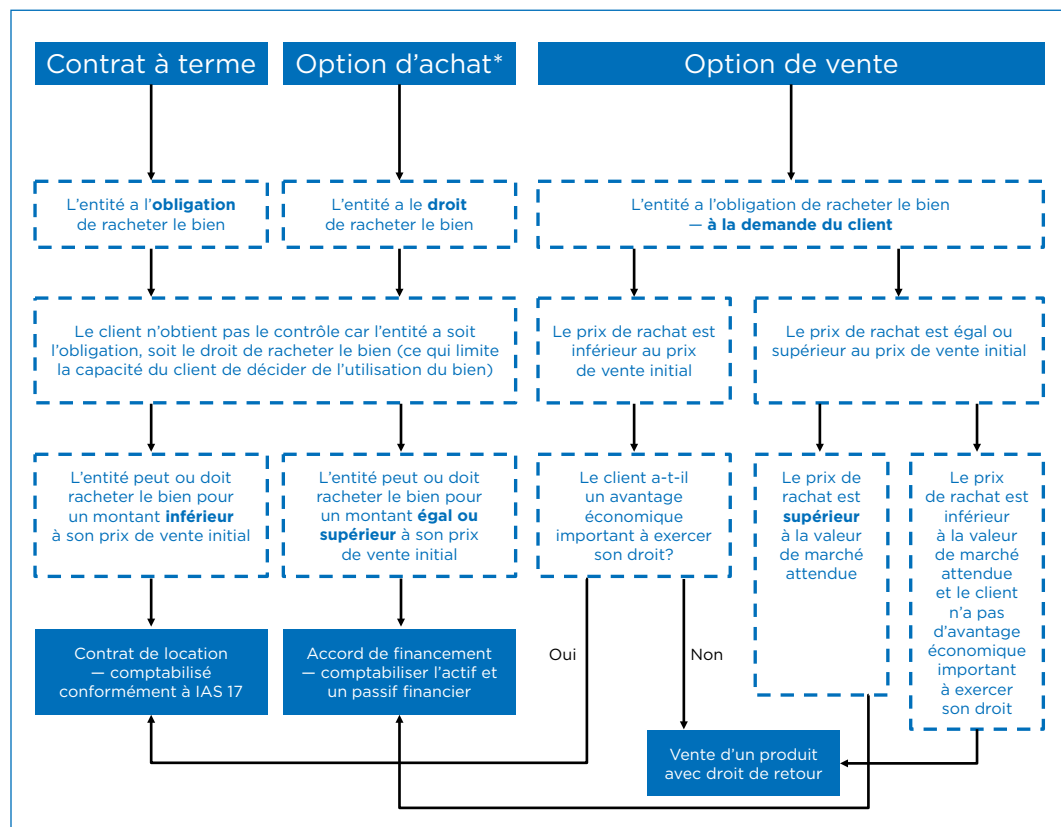 Contrat à terme
Option d'achat*
Option de vente
L'entité a l'obligation
de racheter le bien
L'entité a le droit
de racheter le bien
L'entité a l'obligation de racheter le bien
— à la demande du client
Le client n'obtient pas le contrôle car l'entité a soit
l'obligation, soit le droit de racheter le bien (ce qui limite
la capacité du client de décider de l'utilisation du bien)
Le prix de rachat est
inférieur au prix
de vente initial
Le prix de rachat est égal ou
supérieur au prix de vente initial
L'entité peut ou doit
racheter le bien pour
un montant inférieur
à son prix de vente initial
L'entité peut ou doit
racheter le bien pour
un montant égal ou
supérieur à son prix
de vente initial
Le client a-t-il
un avantage
économique
important à exercer
son droit?
Le prix de
rachat est
supérieur
à la valeur
de marché
attendue
Le prix
de rachat est
inférieur
à la valeur
de marché
attendue
et le client
n'a pas
d'avantage
économique
important
à exercer
son droit
Contrat de location
— comptabilisé
conformément à IAS 17
Accord de financement
— comptabiliser l'actif et
un passif financier
Oui
Non
Vente d'un produit
avec droit de retour